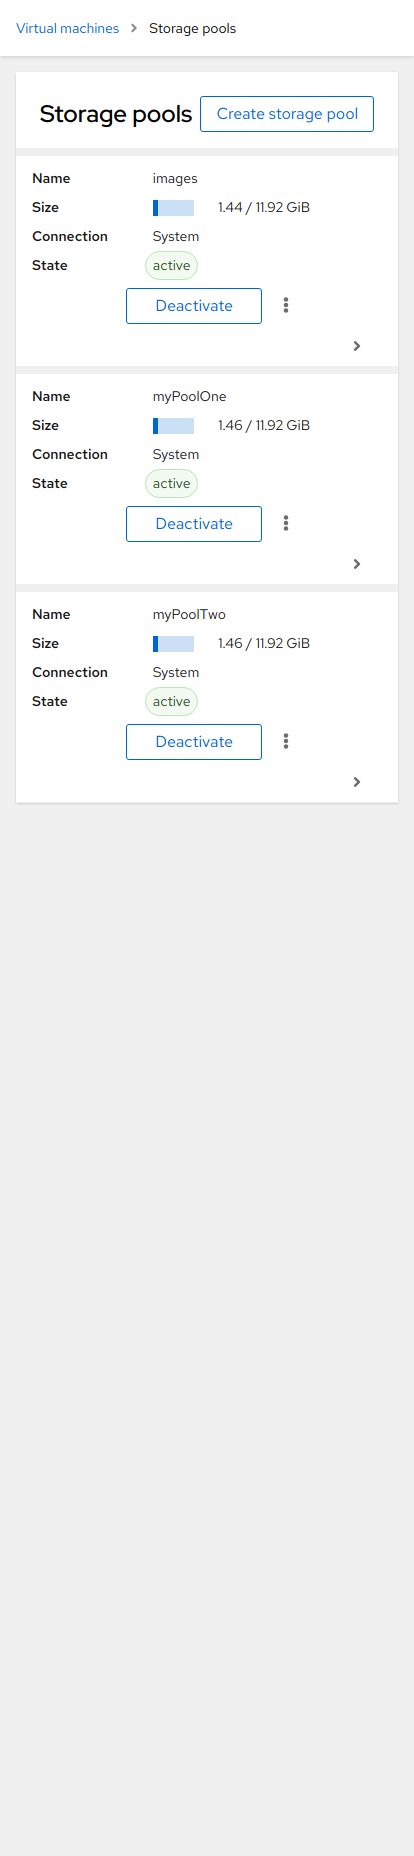 Virtual machines Storage pools
Storage pools Create storage pool
Name images
Size 1.44 / 11.92 GiB
Connection System
State active
Deactivate
Name myPoolOne
Size 1.46 / 11.92 GiB
Connection System
State active
Deactivate
Name myPoolTwo
Size 1.46 / 11.92 GiB
Connection System
State active
Deactivate